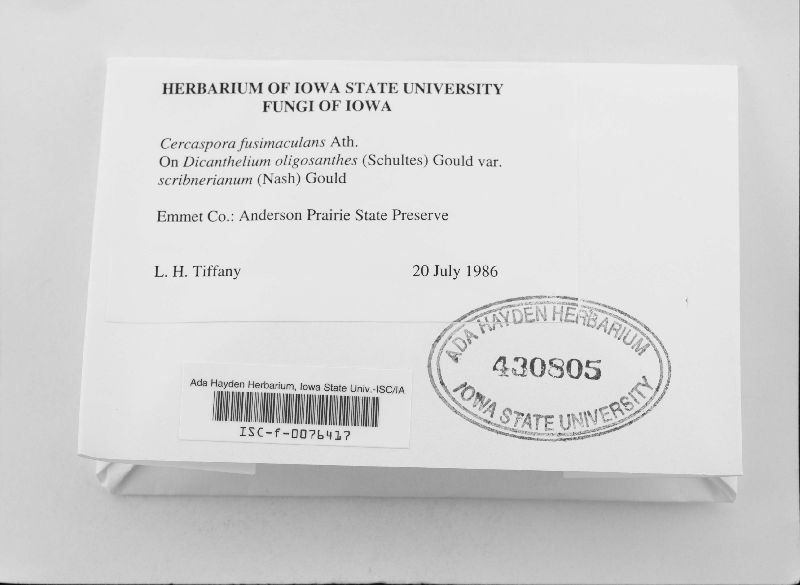 HERBARIUM OF IOWA STATE UNIVERSITY
FUNGI OF IOWA
Cercaspora fusimaculans Ath.
On Dicanthelium oligosanthes (Schultes) Gould var.
scribnerianum (Nash) Gould
Emmet Co.: Anderson Prairie State Preserve
L. H. Tiffany 20 July 1986
ADA HAYDEN HERBARIUM
430805
IOWA STATE UNIVERSITY
Ada Hayden Herbarium, Iowa State Univ.-ISC/IA
ISC-f-0076417